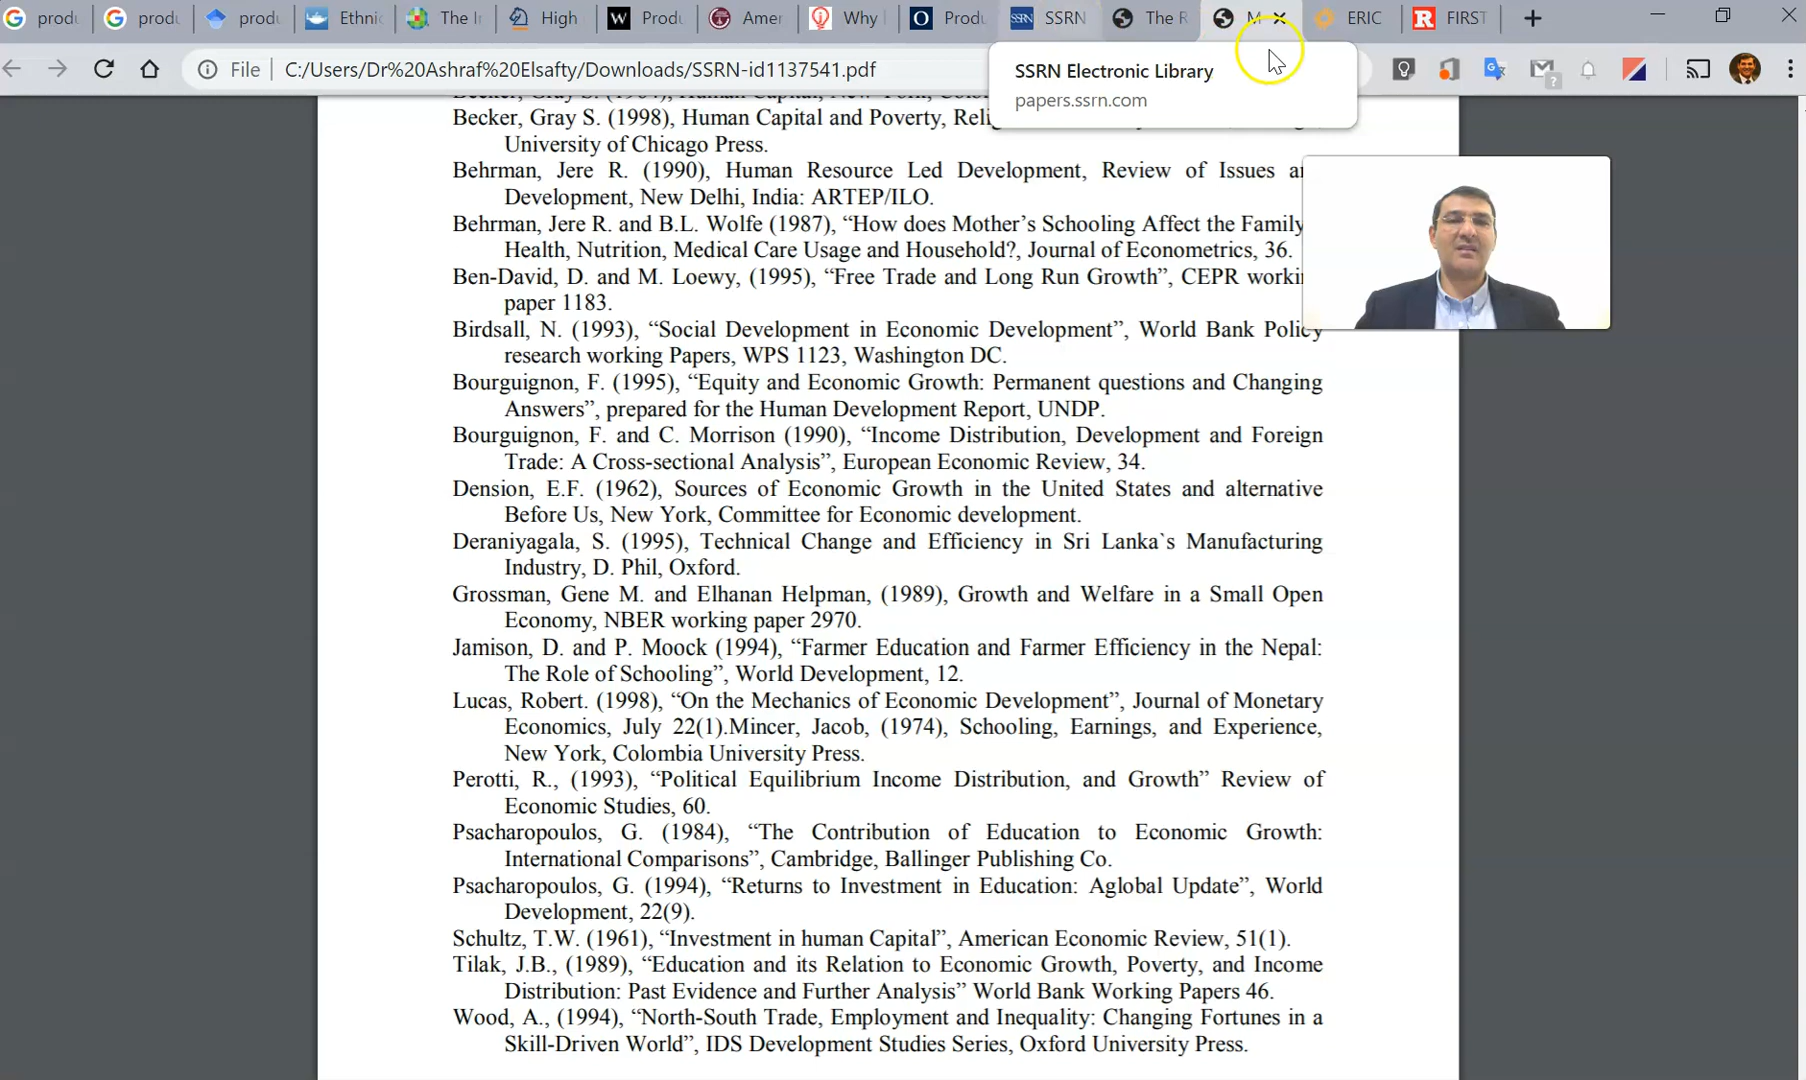 produ
produ
produ
Ethnic
The In
High
Produ
Amer
Why
Produ
SSRN
The R
M
ERIC
FIRST
File C:/Users/Dr%20Ashraf%20Elsafty/Downloads/SSRN-id1137541.pdf
SSRN Electronic Library
papers.ssrn.com
Becker, Gray S. (1998), Human Capital and Poverty,
University of Chicago Press.
Behrman, Jere R. (1990), Human Resource Led Development, Review of Issues an
Development, New Delhi, India: ARTEP/ILO.
Behrman, Jere R. and B.L. Wolfe (1987), “How does Mother’s Schooling Affect the Family
Health, Nutrition, Medical Care Usage and Household?, Journal of Econometrics, 36.
Ben-David, D. and M. Loewy, (1995), “Free Trade and Long Run Growth”, CEPR workin
paper 1183.
Birdsall, N. (1993), “Social Development in Economic Development”, World Bank Policy
research working Papers, WPS 1123, Washington DC.
Bourguignon, F. (1995), “Equity and Economic Growth: Permanent questions and Changing
Answers”, prepared for the Human Development Report, UNDP.
Bourguignon, F. and C. Morrison (1990), “Income Distribution, Development and Foreign
Trade: A Cross-sectional Analysis”, European Economic Review, 34.
Dension, E.F. (1962), Sources of Economic Growth in the United States and alternative
Before Us, New York, Committee for Economic development.
Deraniyagala, S. (1995), Technical Change and Efficiency in Sri Lanka`s Manufacturing
Industry, D. Phil, Oxford.
Grossman, Gene M. and Elhanan Helpman, (1989), Growth and Welfare in a Small Open
Economy, NBER working paper 2970.
Jamison, D. and P. Moock (1994), “Farmer Education and Farmer Efficiency in the Nepal:
The Role of Schooling”, World Development, 12.
Lucas, Robert. (1998), “On the Mechanics of Economic Development”, Journal of Monetary
Economics, July 22(1).Mincer, Jacob, (1974), Schooling, Earnings, and Experience,
New York, Colombia University Press.
Perotti, R., (1993), “Political Equilibrium Income Distribution, and Growth” Review of
Economic Studies, 60.
Psacharopoulos, G. (1984), “The Contribution of Education to Economic Growth:
International Comparisons”, Cambridge, Ballinger Publishing Co.
Psacharopoulos, G. (1994), “Returns to Investment in Education: Aglobal Update”, World
Development, 22(9).
Schultz, T.W. (1961), “Investment in human Capital”, American Economic Review, 51(1).
Tilak, J.B., (1989), “Education and its Relation to Economic Growth, Poverty, and Income
Distribution: Past Evidence and Further Analysis” World Bank Working Papers 46.
Wood, A., (1994), “North-South Trade, Employment and Inequality: Changing Fortunes in a
Skill-Driven World”, IDS Development Studies Series, Oxford University Press.